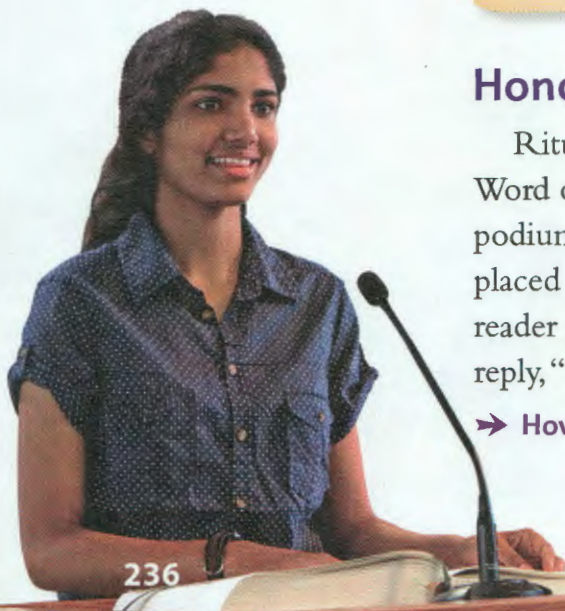 Hono
Ritu
Word o
podium
placed
reader
reply, “
➔ How
236